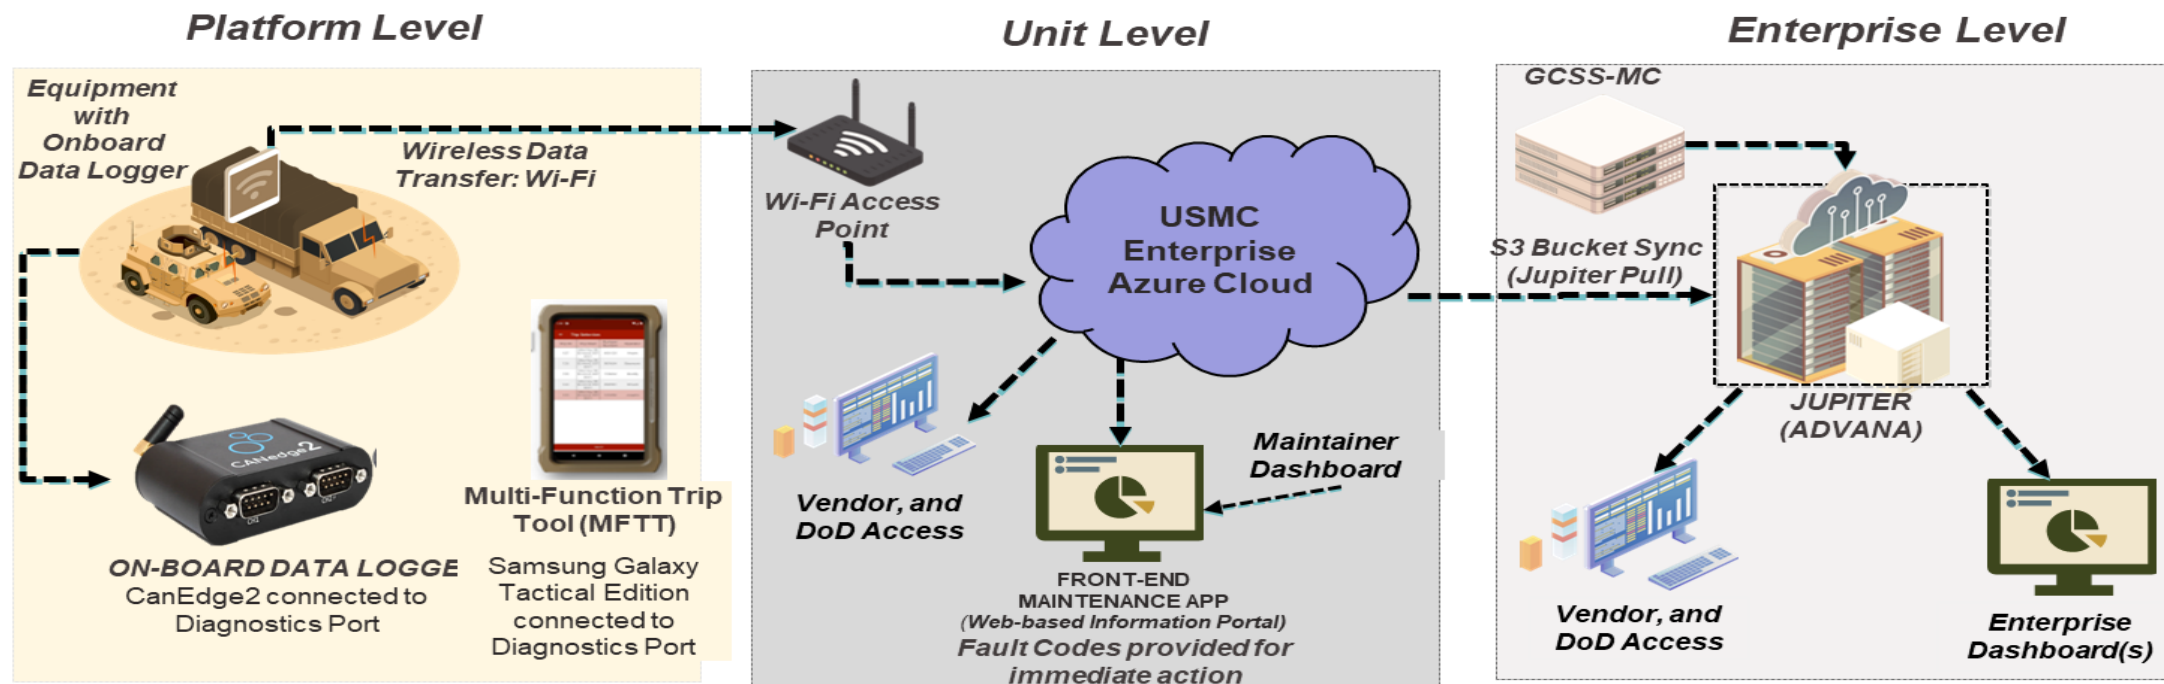 Platform Level
Unit Level
Enterprise Level
Equipment
with
Onboard
Data Logger
Wireless Data
Transfer: Wi-Fi
CANedge2
CH1
CH2
ON-BOARD DATA LOGGE
CanEdge2 connected to
Diagnostics Port
Multi-Function Trip
Tool (MFTT)
Samsung Galaxy
Tactical Edition
connected to
Diagnostics Port
Wi-Fi Access
Point
USMC
Enterprise
Azure Cloud
Vendor, and
DoD Access
Maintainer
Dashboard
FRONT-END
MAINTENANCE APP
(Web-based Information Portal)
Fault Codes provided for
immediate action
GCSS-MC
S3 Bucket Sync
(Jupiter Pull)
JUPITER
(ADVANA)
Vendor, and
DoD Access
Enterprise
Dashboard(s)